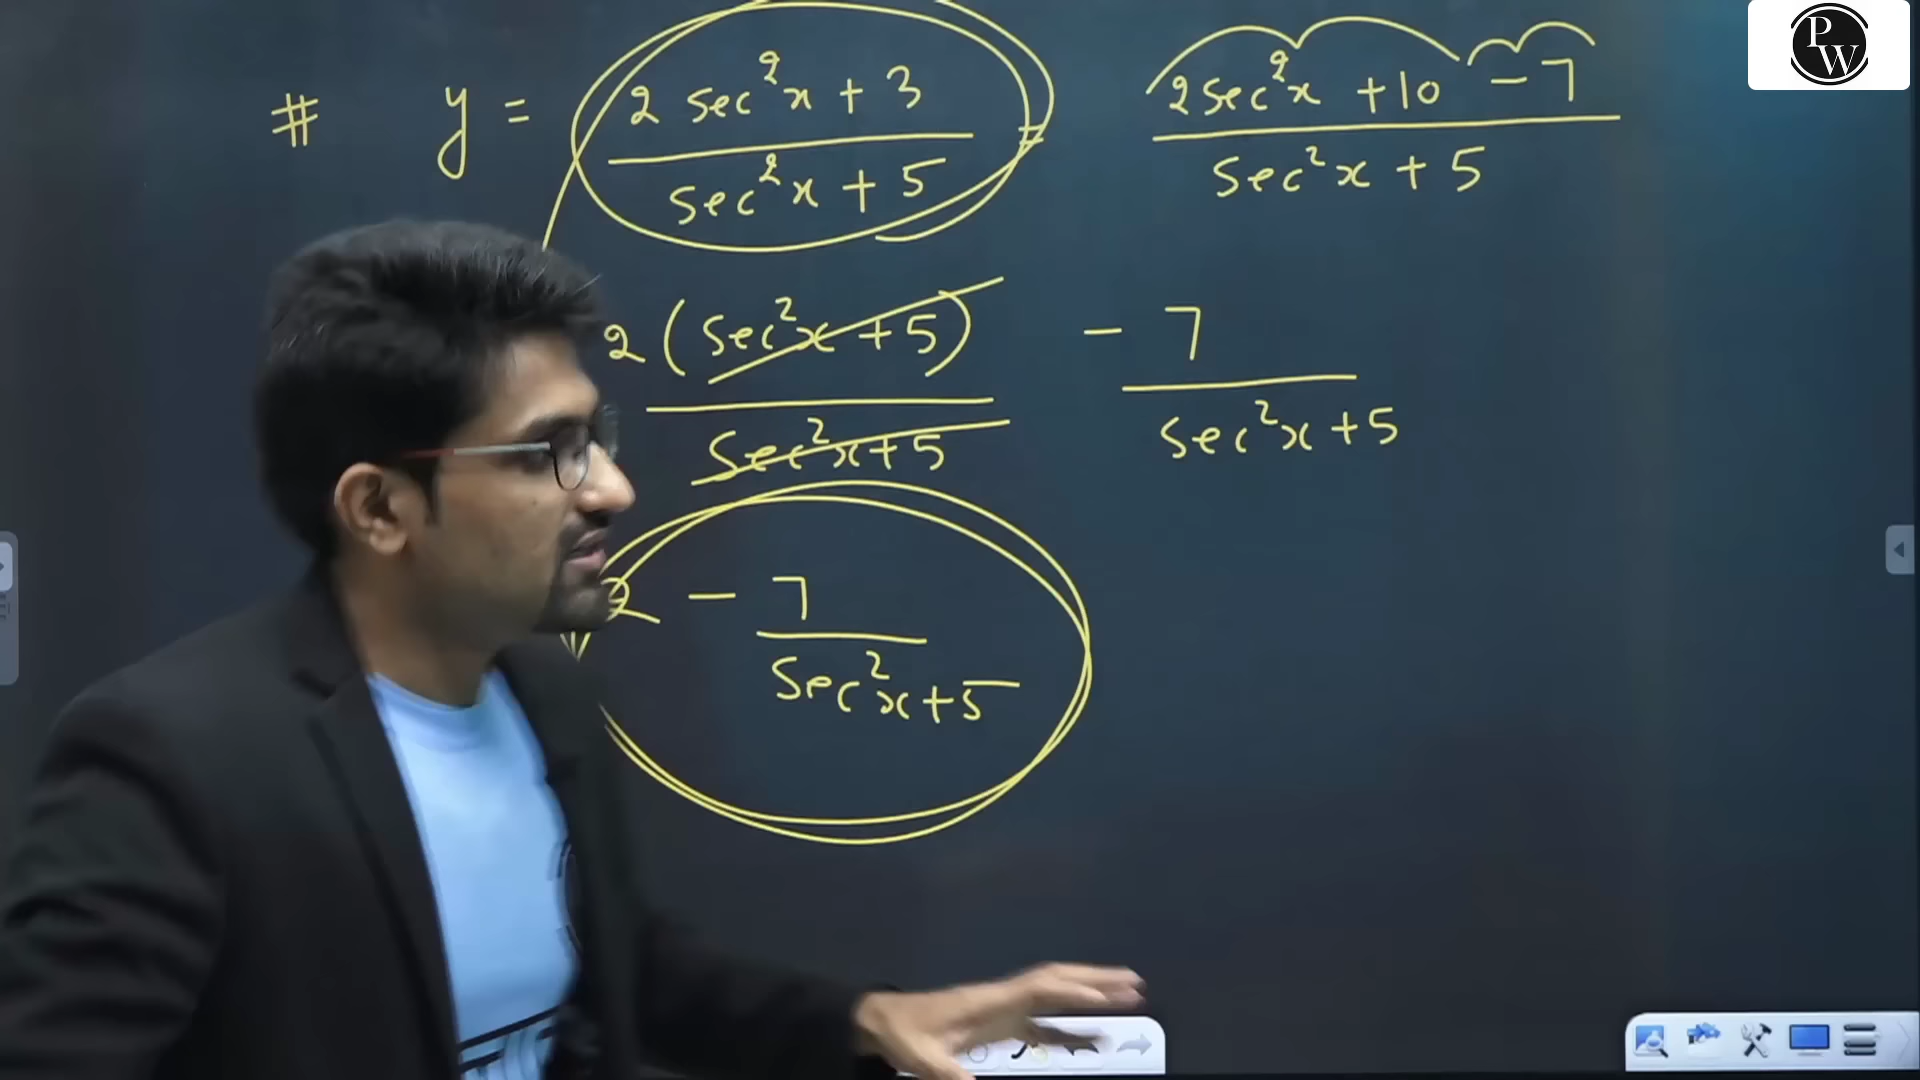 PW
# y = 2 sec²x + 3 / sec²x + 5 = 2sec²x + 10 - 7 / sec²x + 5
2 (sec²x + 5) / sec²x + 5 - 7 / sec²x + 5
2 - 7 / sec²x + 5